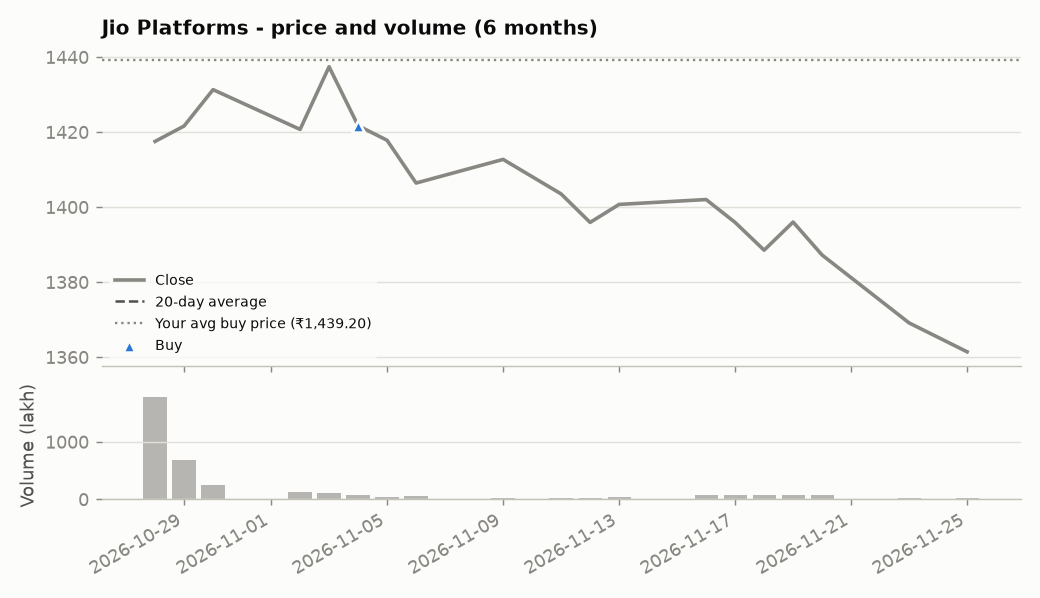 Jio Platforms - price and volume (6 months)
1440
1420
1400
1380
1360
Close
20-day average
Your avg buy price (₹1,439.20)
Buy
Volume (lakh)
1000
0
2026-10-29
2026-11-01
2026-11-05
2026-11-09
2026-11-13
2026-11-17
2026-11-21
2026-11-25